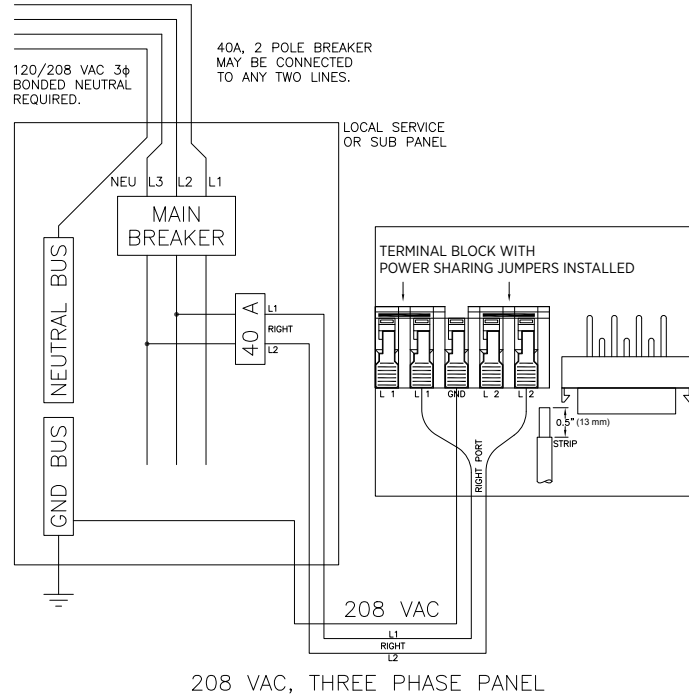 40A, 2 POLE BREAKER
MAY BE CONNECTED
TO ANY TWO LINES.
120/208 VAC 3ϕ
BONDED NEUTRAL
REQUIRED.
LOCAL SERVICE
OR SUB PANEL
NEU L3 L2 L1
MAIN
BREAKER
NEUTRAL BUS
GND BUS
40 A
L1
RIGHT
L2
TERMINAL BLOCK WITH
POWER SHARING JUMPERS INSTALLED
L 1 L 1 GND L 2 L 2
0.5" (13 mm)
STRIP
RIGHT PORT
208 VAC
L1
RIGHT
L2
208 VAC, THREE PHASE PANEL